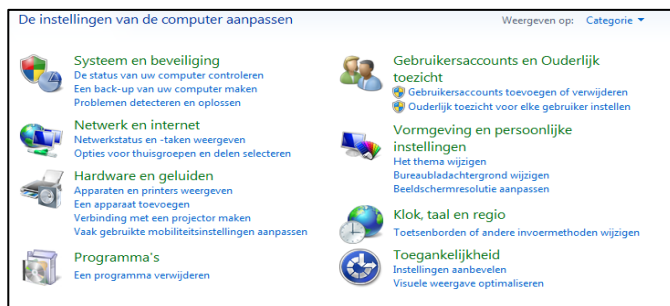 De instellingen van de computer aanpassen
Weergeven op: Categorie
Systeem en beveiliging
De status van uw computer controleren
Een back-up van uw computer maken
Problemen detecteren en oplossen
Netwerk en internet
Netwerkstatus en -taken weergeven
Opties voor thuisgroepen en delen selecteren
Hardware en geluiden
Apparaten en printers weergeven
Een apparaat toevoegen
Verbinding met een projector maken
Vaak gebruikte mobiliteitsinstellingen aanpassen
Programma's
Een programma verwijderen
Gebruikersaccounts en Ouderlijk
toezicht
Gebruikersaccounts toevoegen of verwijderen
Ouderlijk toezicht voor elke gebruiker instellen
Vormgeving en persoonlijke
instellingen
Het thema wijzigen
Bureaubladachtergrond wijzigen
Beeldschermresolutie aanpassen
Klok, taal en regio
Toetsenborden of andere invoermethoden wijzigen
Toegankelijkheid
Instellingen aanbevelen
Visuele weergave optimaliseren